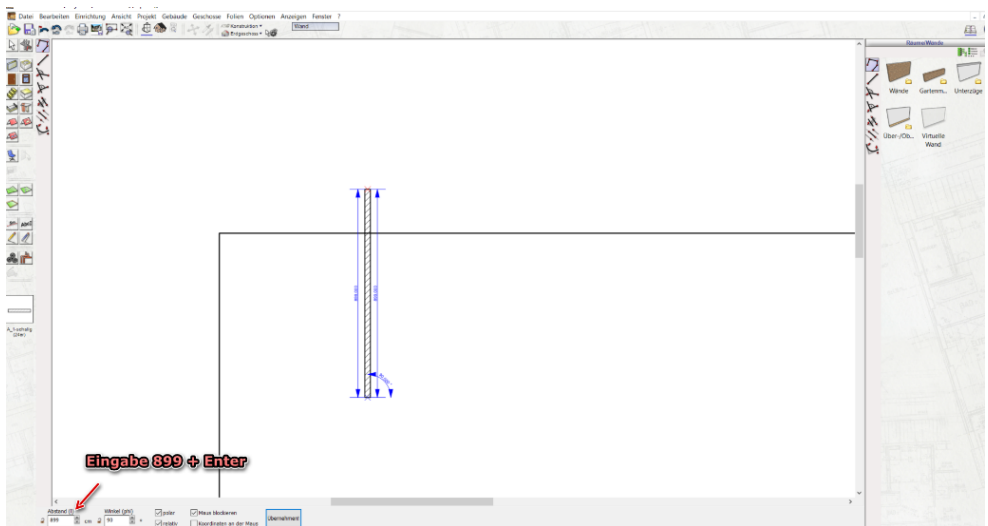 Datei Bearbeiten Einrichtung Ansicht Projekt Gebäude Geschosse Folien Optionen Anzeigen Fenster ?
Konstruktion
Wand
Erdgeschoss
Räume/Wände
Wände Gartenm... Unterzüge
Über-/Ob... Virtuelle
Wand
Eingabe 899 + Enter
Abstand (l) Winkel (phi)
polar Maus blockieren
899 cm 90 °
relativ Koordinaten an der Maus
Übernehmen!